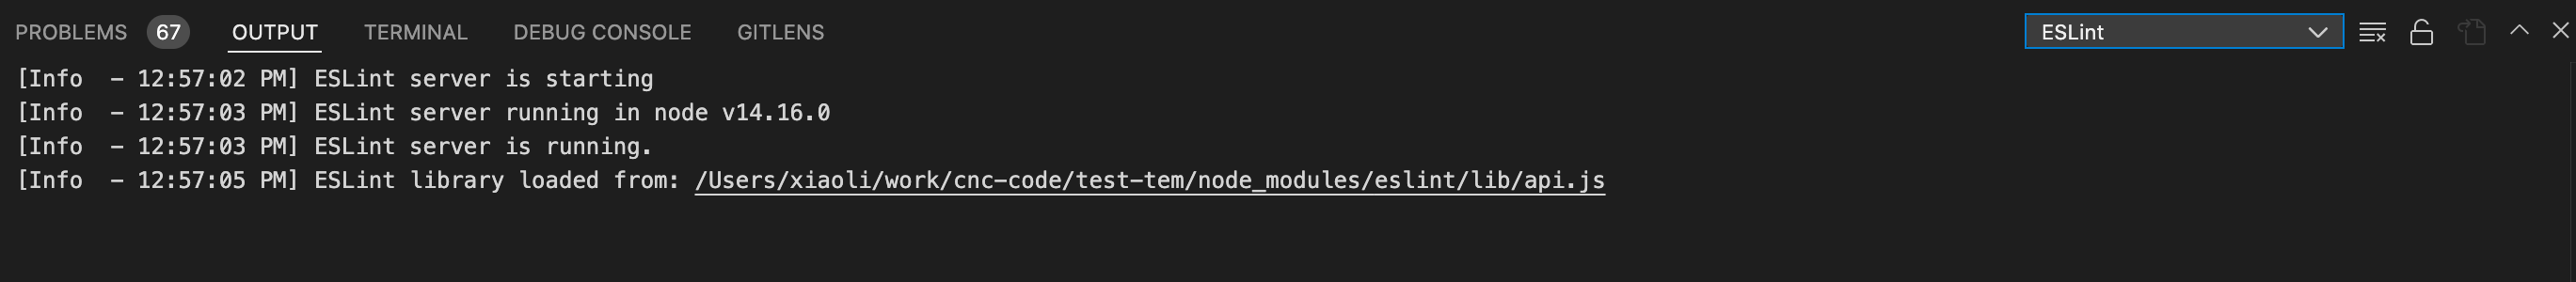 PROBLEMS 67 OUTPUT TERMINAL DEBUG CONSOLE GITLENS ESLint
[Info  - 12:57:02 PM] ESLint server is starting
[Info  - 12:57:03 PM] ESLint server running in node v14.16.0
[Info  - 12:57:03 PM] ESLint server is running.
[Info  - 12:57:05 PM] ESLint library loaded from: /Users/xiaoli/work/cnc-code/test-tem/node_modules/eslint/lib/api.js